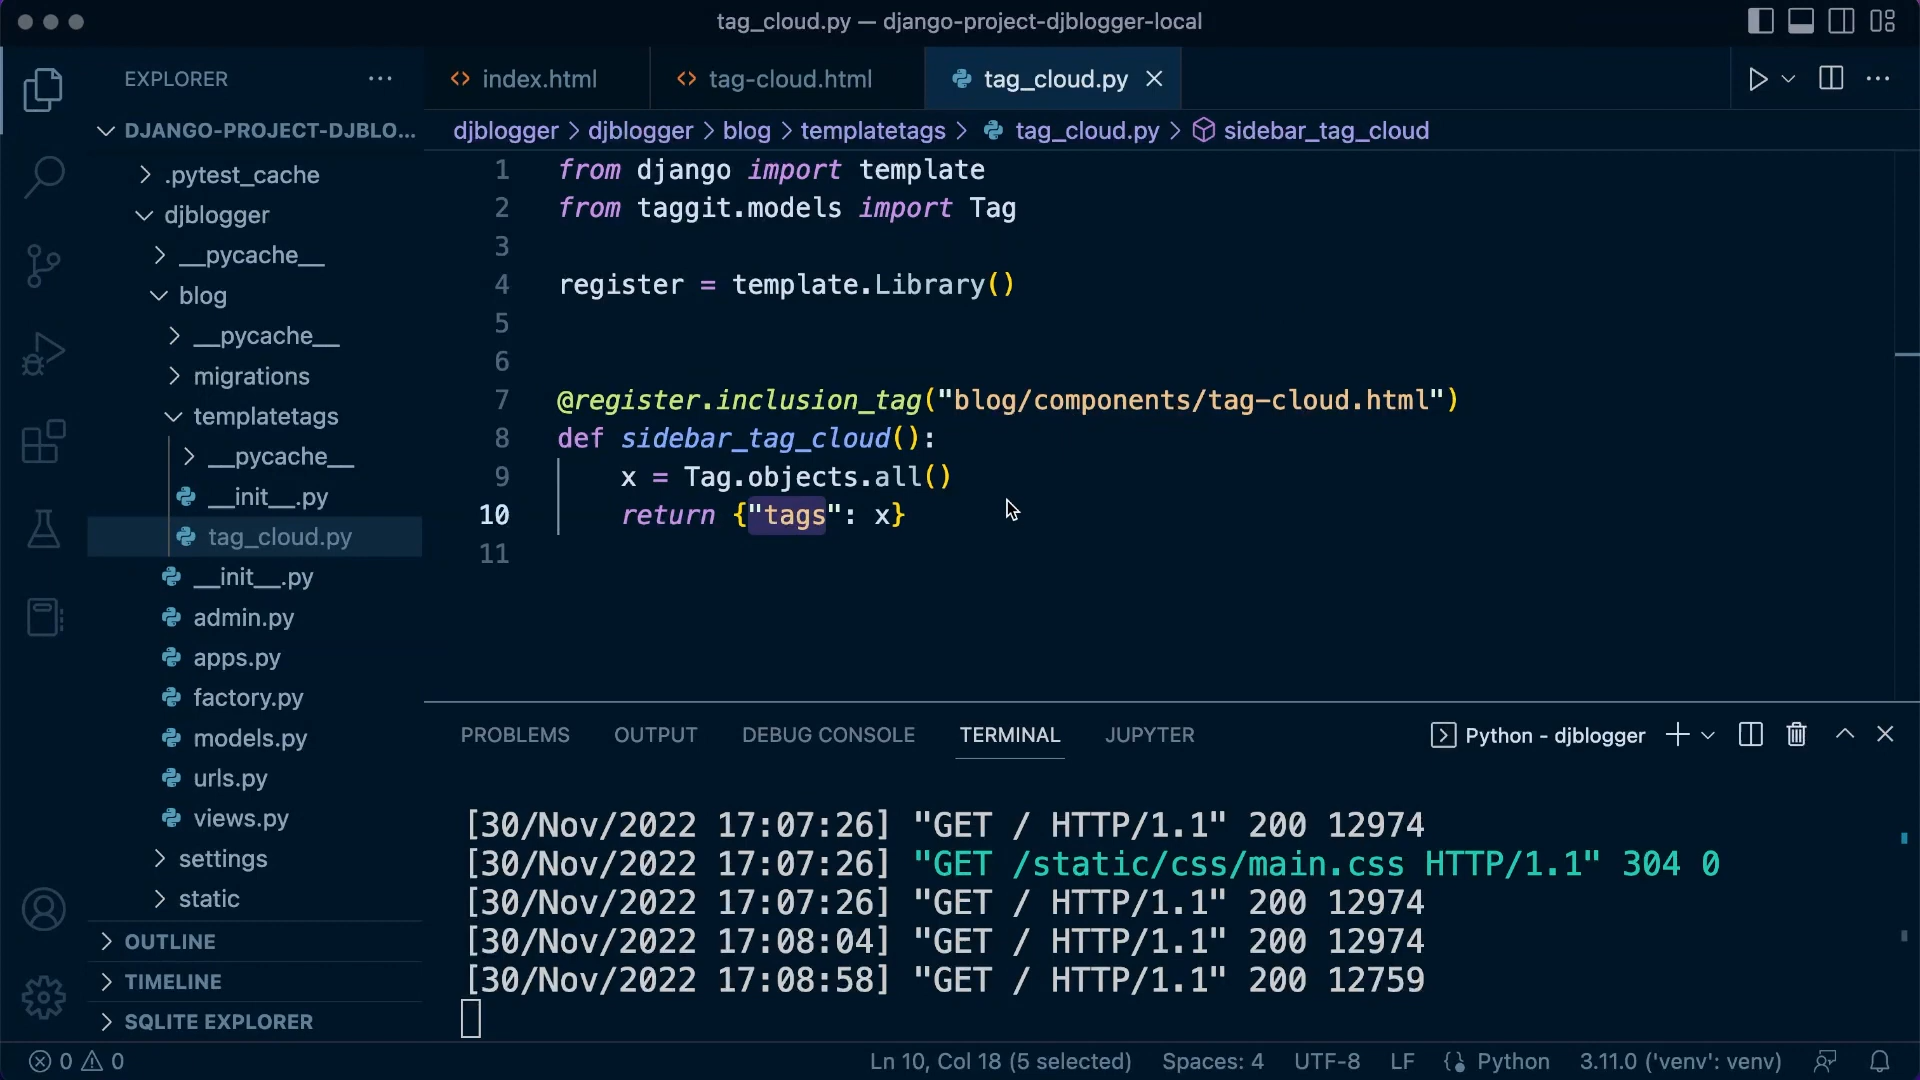 tag_cloud.py — django-project-djblogger-local
EXPLORER
index.html
tag-cloud.html
tag_cloud.py
DJANGO-PROJECT-DJBLO...
djblogger > djblogger > blog > templatetags > tag_cloud.py > sidebar_tag_cloud
.pytest_cache
djblogger
__pycache__
blog
__pycache__
migrations
templatetags
__pycache__
__init__.py
tag_cloud.py
__init__.py
admin.py
apps.py
factory.py
models.py
urls.py
views.py
settings
static
OUTLINE
TIMELINE
SQLITE EXPLORER
1 from django import template
2 from taggit.models import Tag
3
4 register = template.Library()
5
6
7 @register.inclusion_tag("blog/components/tag-cloud.html")
8 def sidebar_tag_cloud():
9 x = Tag.objects.all()
10 return {"tags": x}
11
PROBLEMS OUTPUT DEBUG CONSOLE TERMINAL JUPYTER Python - djblogger
[30/Nov/2022 17:07:26] "GET / HTTP/1.1" 200 12974
[30/Nov/2022 17:07:26] "GET /static/css/main.css HTTP/1.1" 304 0
[30/Nov/2022 17:07:26] "GET / HTTP/1.1" 200 12974
[30/Nov/2022 17:08:04] "GET / HTTP/1.1" 200 12974
[30/Nov/2022 17:08:58] "GET / HTTP/1.1" 200 12759
0 0 Ln 10, Col 18 (5 selected) Spaces: 4 UTF-8 LF Python 3.11.0 ('venv': venv)